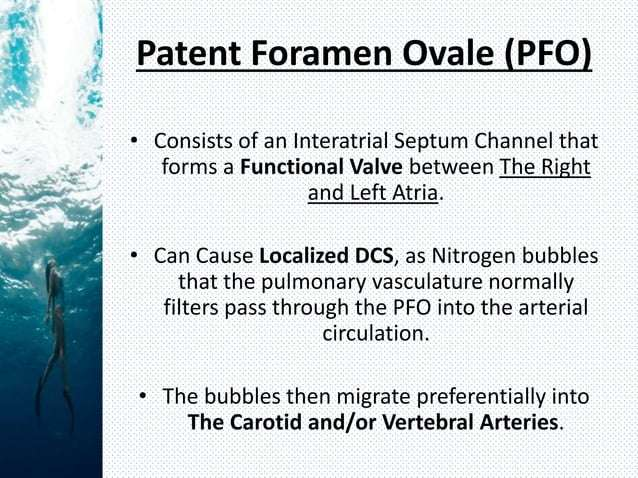 Patent Foramen Ovale (PFO)
• Consists of an Interatrial Septum Channel that
forms a Functional Valve between The Right
and Left Atria.
• Can Cause Localized DCS, as Nitrogen bubbles
that the pulmonary vasculature normally
filters pass through the PFO into the arterial
circulation.
• The bubbles then migrate preferentially into
The Carotid and/or Vertebral Arteries.